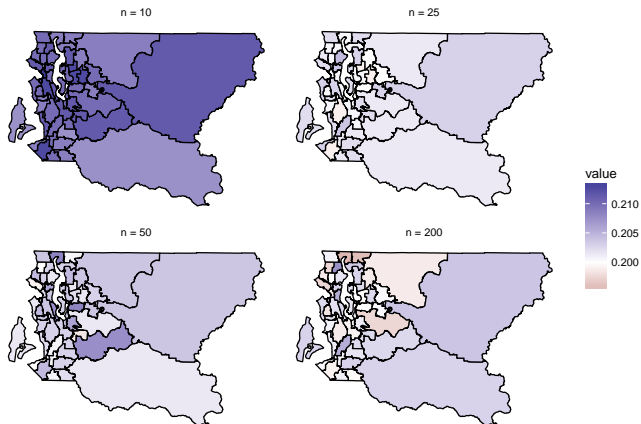 n = 10
n = 25
value
0.210
0.205
0.200
n = 50
n = 200